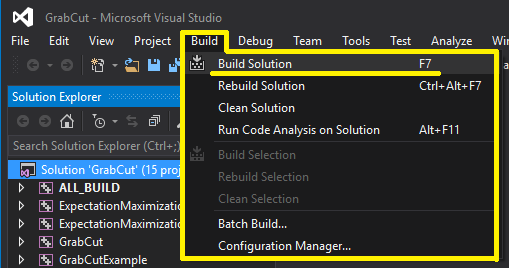 GrabCut - Microsoft Visual Studio
File Edit View Project Build Debug Team Tools Test Analyze
Build Solution F7
Rebuild Solution Ctrl+Alt+F7
Clean Solution
Run Code Analysis on Solution Alt+F11
Build Selection
Rebuild Selection
Clean Selection
Batch Build...
Configuration Manager...
Solution Explorer
Search Solution Explorer (Ctrl+;)
Solution 'GrabCut' (15 proj
ALL_BUILD
ExpectationMaximizatio
ExpectationMaximizatio
GrabCut
GrabCutExample